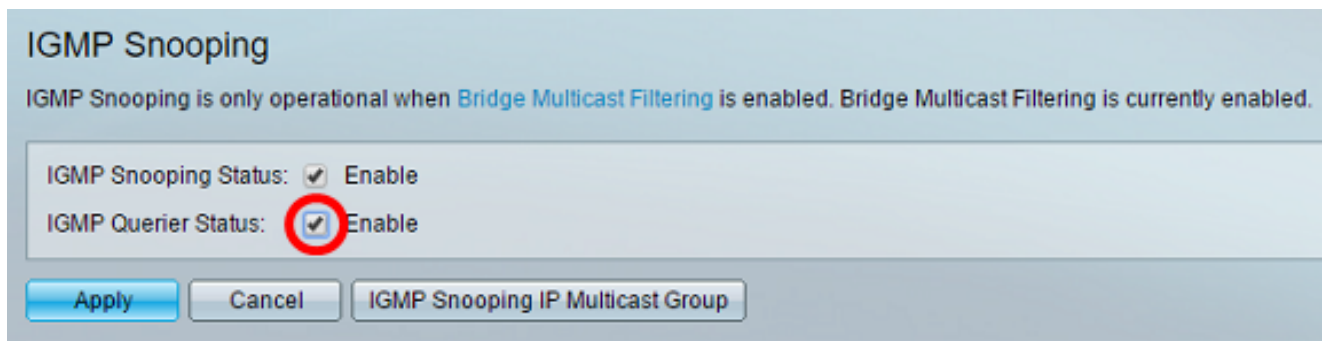 IGMP Snooping
IGMP Snooping is only operational when Bridge Multicast Filtering is enabled. Bridge Multicast Filtering is currently enabled.
IGMP Snooping Status: Enable
IGMP Querier Status: Enable
Apply Cancel IGMP Snooping IP Multicast Group